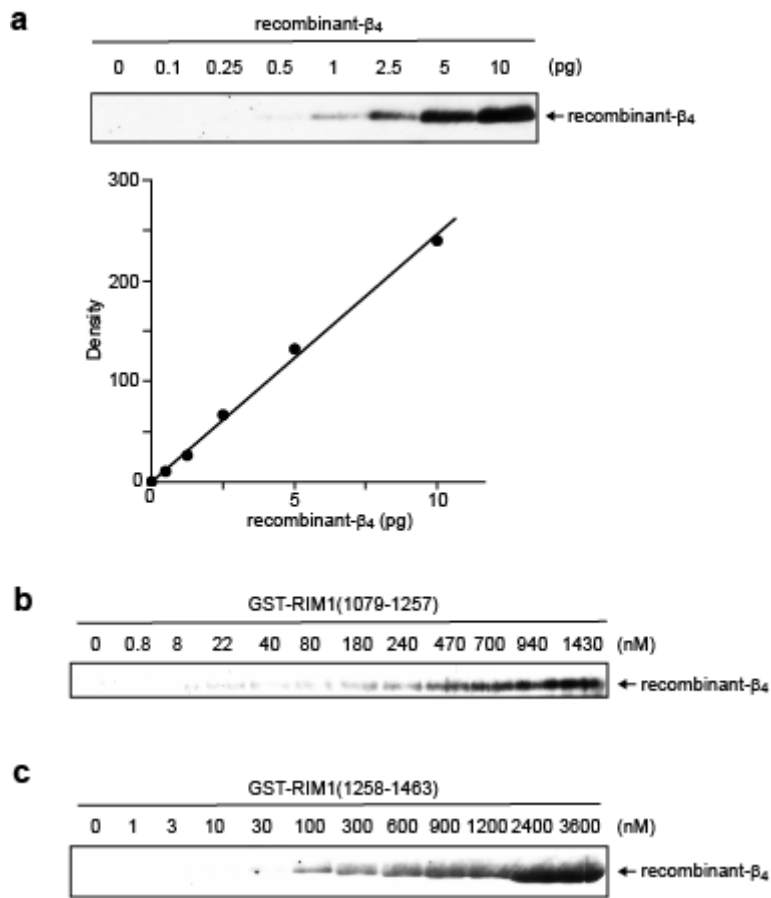 a
recombinant-β₄
0 0.1 0.25 0.5 1 2.5 5 10 (pg)
← recombinant-β₄
300
200
100
0
Density
0 5 10
recombinant-β₄ (pg)
b
GST-RIM1(1079-1257)
0 0.8 8 22 40 80 180 240 470 700 940 1430 (nM)
← recombinant-β₄
c
GST-RIM1(1258-1463)
0 1 3 10 30 100 300 600 900 1200 2400 3600 (nM)
← recombinant-β₄